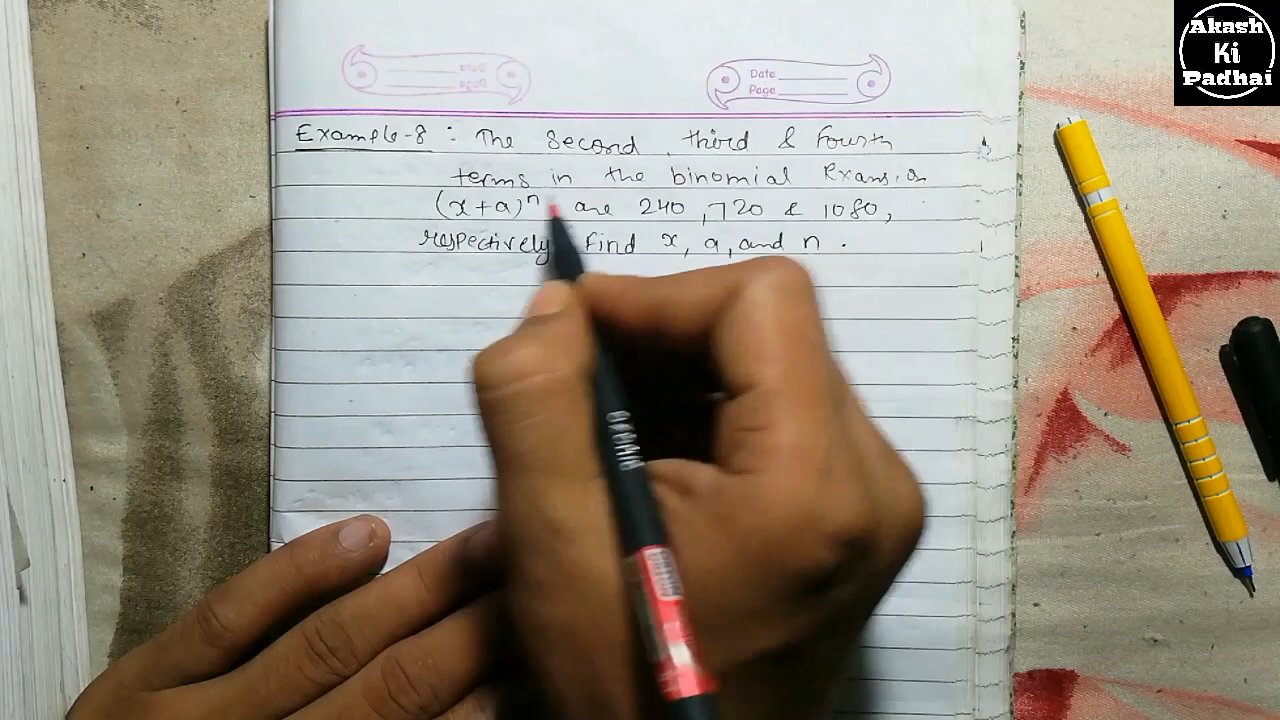 Akash
Ki
Padhai
Date
Page
Example-8 : The Second, third & Fourth
terms in the binomial Expansion
(x+a)ⁿ are 240, 720 & 1080,
respectively Find x, a, and n.